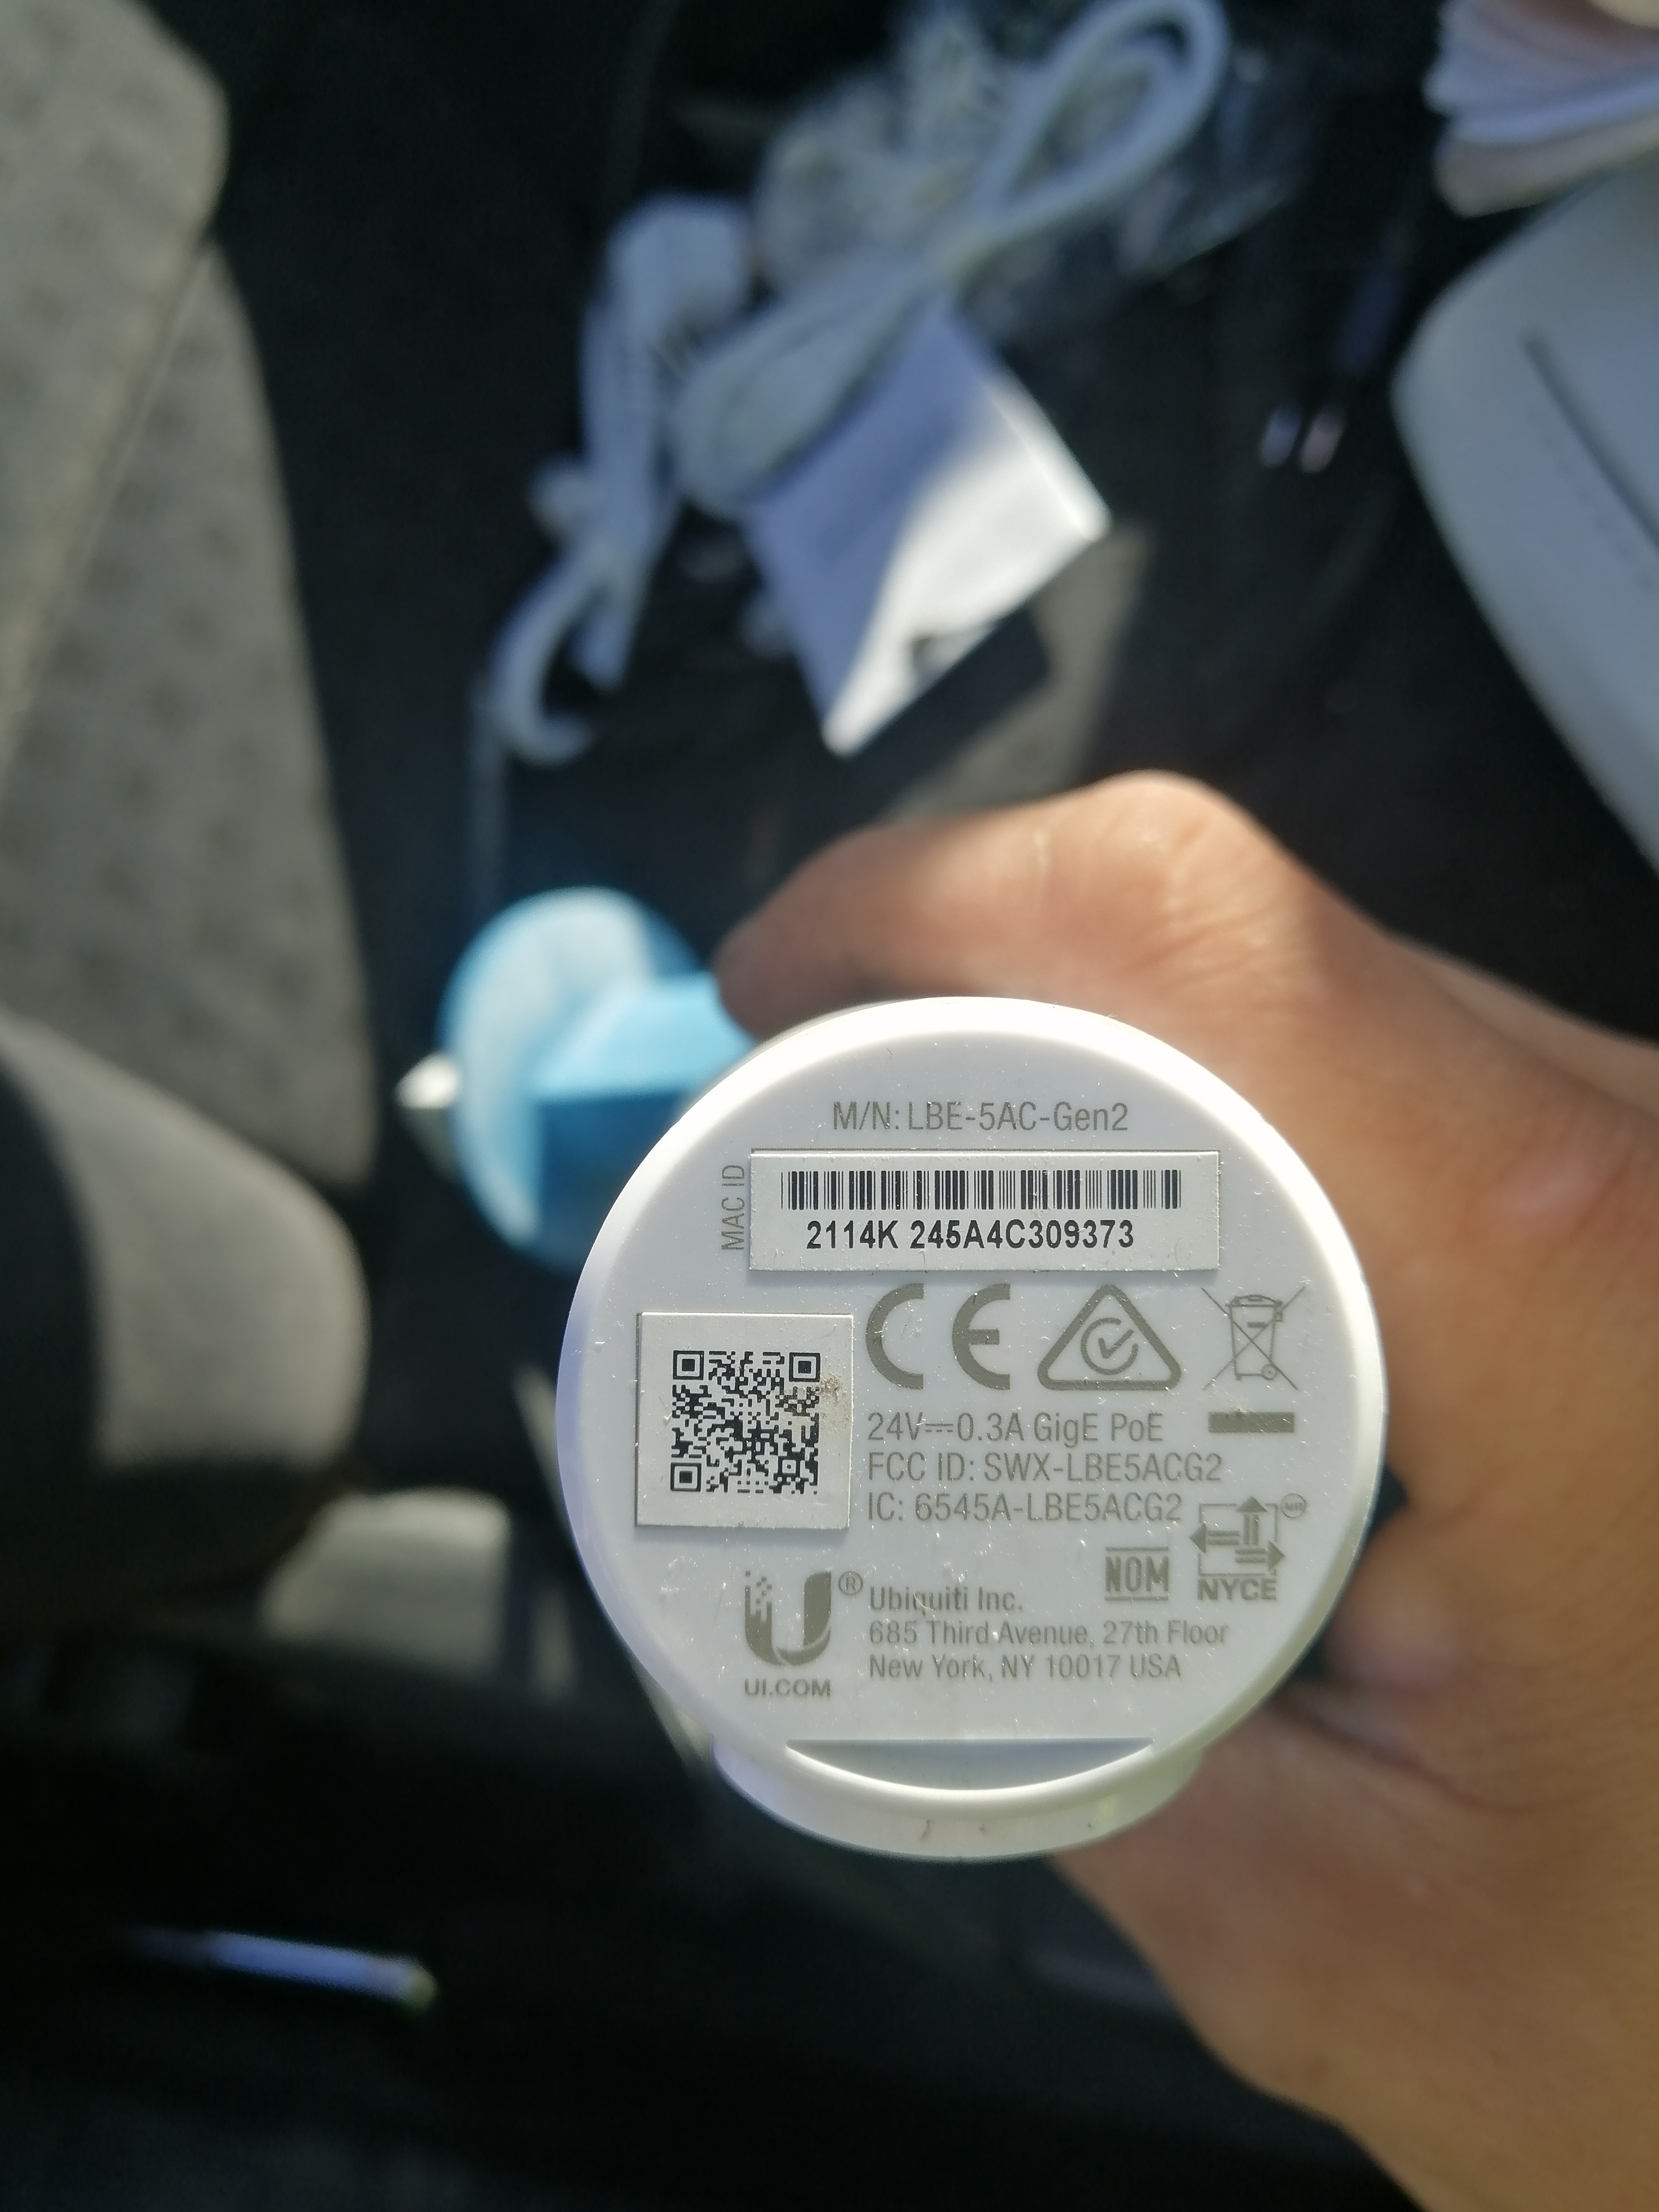 M/N: LBE-5AC-Gen2
MAC ID
2114K 245A4C309373
CE
24V⎓0.3A GigE PoE
FCC ID: SWX-LBE5ACG2
IC: 6545A-LBE5ACG2
NOM
NYCE
U®
UI.COM
Ubiquiti Inc.
685 Third Avenue, 27th Floor
New York, NY 10017 USA